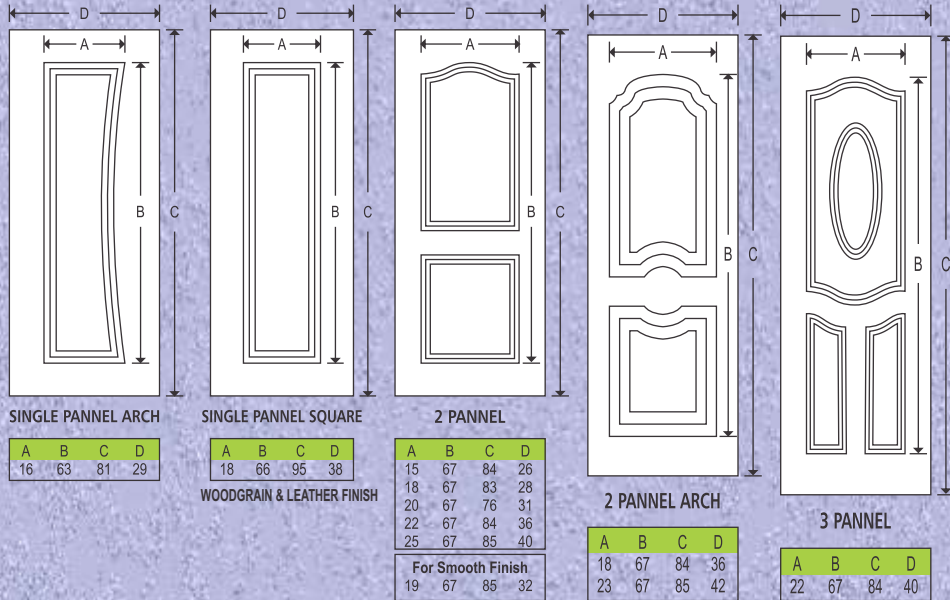 D
A
B
C
SINGLE PANNEL ARCH
A B C D
16 63 81 29
D
A
B
C
SINGLE PANNEL SQUARE
A B C D
18 66 95 38
WOODGRAIN & LEATHER FINISH
D
A
B
C
2 PANNEL
A B C D
15 67 84 26
18 67 83 28
20 67 76 31
22 67 84 36
25 67 85 40
For Smooth Finish
19 67 85 32
D
A
B
C
2 PANNEL ARCH
A B C D
18 67 84 36
23 67 85 42
D
A
B
C
3 PANNEL
A B C D
22 67 84 40